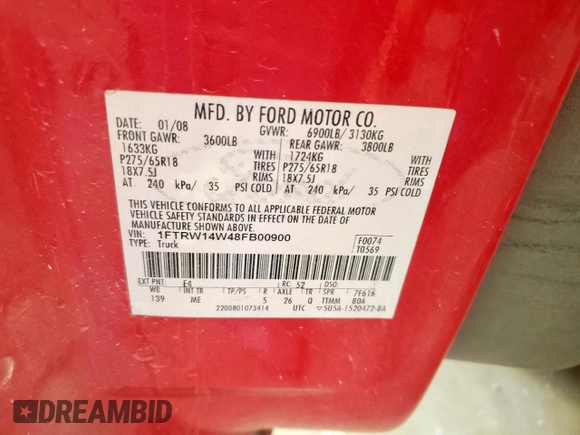 MFD. BY FORD MOTOR CO.
DATE: 01/08 GVWR: 6900LB/ 3130KG
FRONT GAWR: 3600LB REAR GAWR: 3800LB
1633KG WITH 1724KG WITH
P275/65R18 TIRES P275/65R18 TIRES
18X7.5J RIMS 18X7.5J RIMS
AT 240 kPa/ 35 PSI COLD AT 240 kPa/ 35 PSI COLD
THIS VEHICLE CONFORMS TO ALL APPLICABLE FEDERAL MOTOR
VEHICLE SAFETY STANDARDS IN EFFECT ON THE DATE OF
MANUFACTURE SHOWN ABOVE.
VIN: 1FTRW14W48FB00900 F0074
TYPE: Truck T0569
EXT PNT: E4 RC: 52 DSO:
WB INT TR TP/PS R AXLE TR SPR 7F616
139 ME 5 26 Q TTMM 80A
2200801073414 UTC ▽5U5A-1520472-BA
DREAMBID